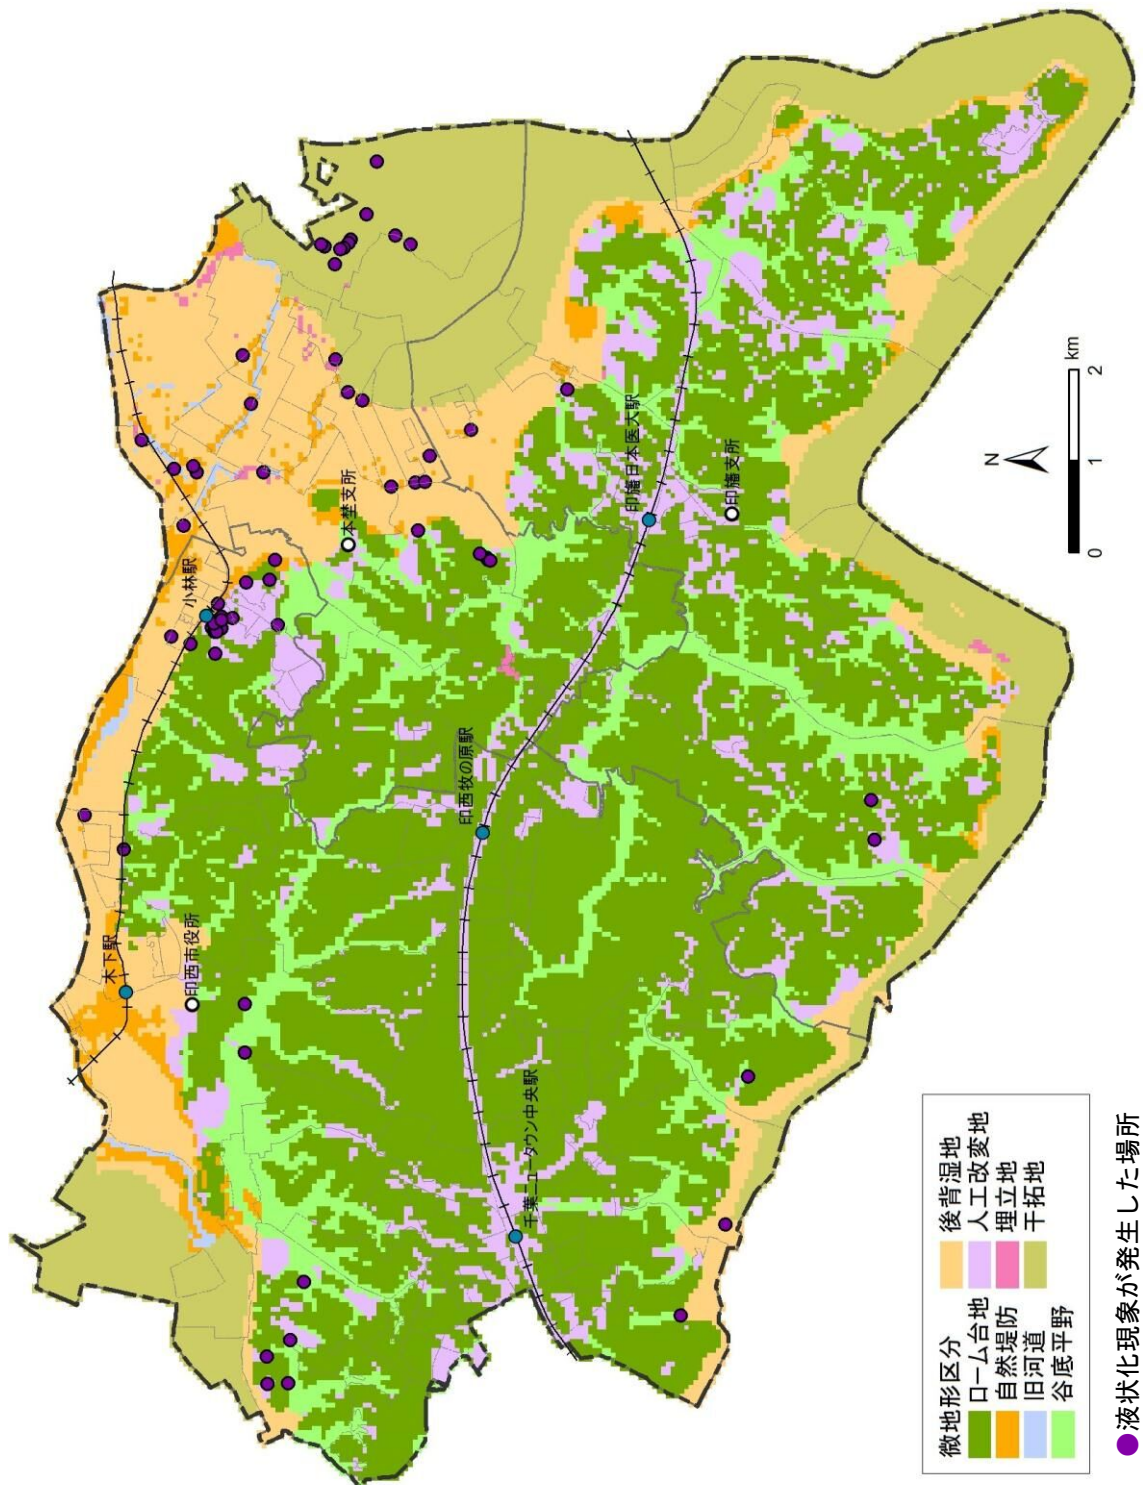 木下駅
印西市役所
小林駅
本埜支所
印西牧の原駅
千葉ニュータウン中央駅
印旛日本医大駅
印旛支所
N
0 1 2 km
微地形区分
ローム台地
自然堤防
旧河道
谷底平野
後背湿地
人工改変地
埋立地
干拓地
●液状化現象が発生した場所